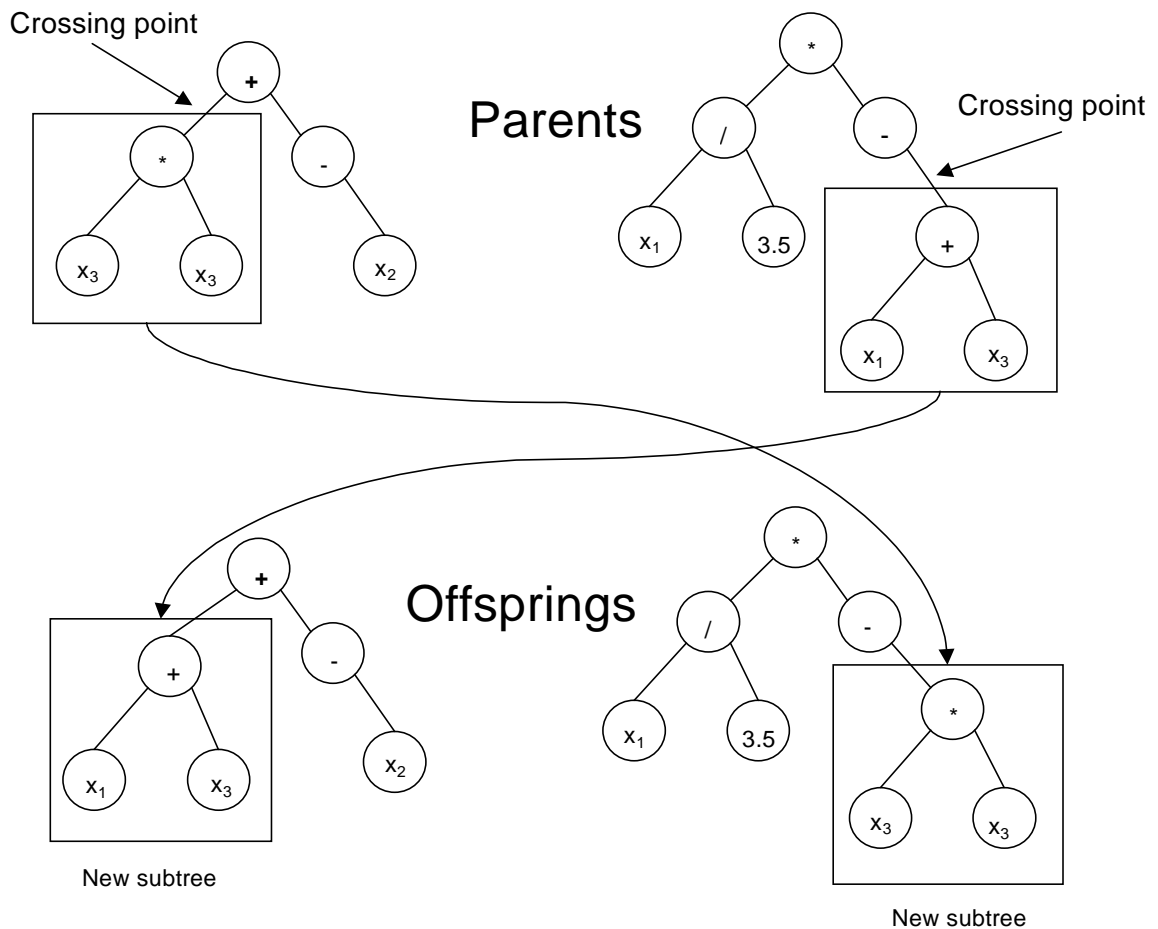 Crossing point
+
*
-
x₃
x₃
x₂
Parents
*
/
-
Crossing point
x₁
3.5
+
x₁
x₃
Offsprings
+
+
-
x₁
x₃
x₂
New subtree
*
/
-
x₁
3.5
*
x₃
x₃
New subtree